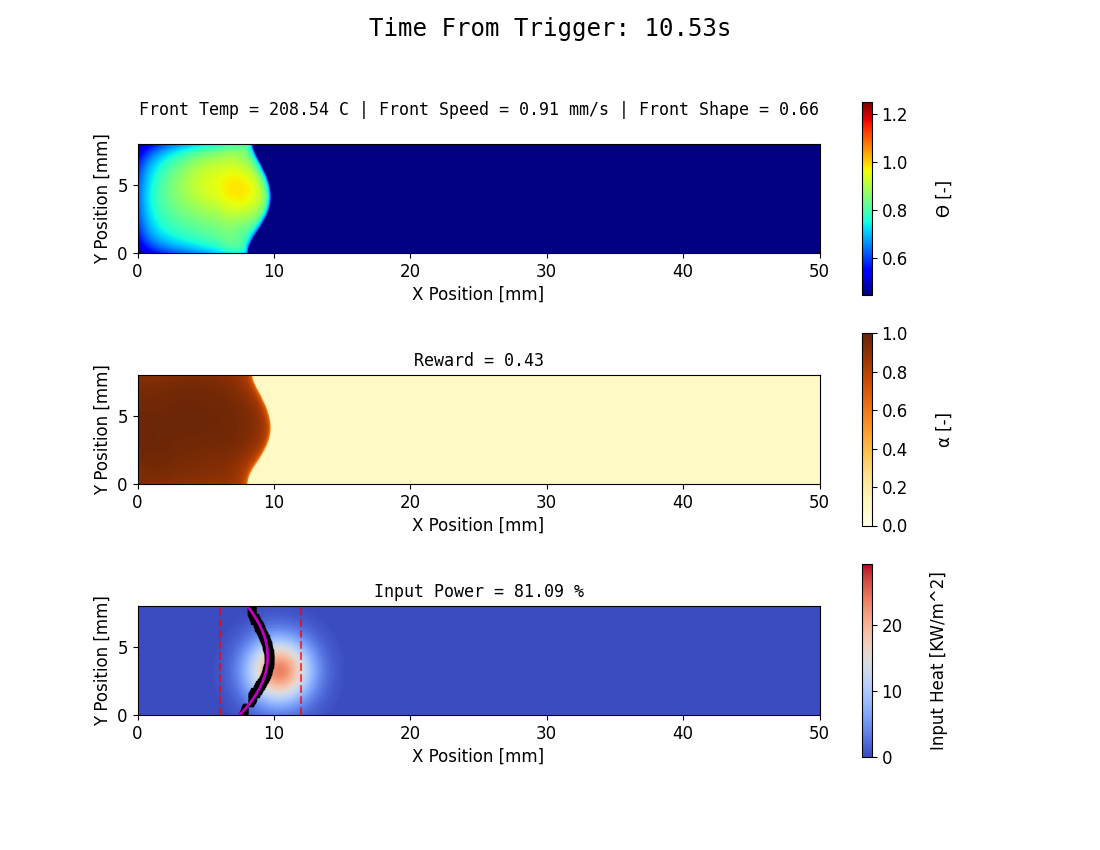 Time From Trigger: 10.53s
Front Temp = 208.54 C | Front Speed = 0.91 mm/s | Front Shape = 0.66
Y Position [mm]
5
0
0 10 20 30 40 50
X Position [mm]
1.2
1.0
0.8
0.6
Θ [-]
Reward = 0.43
Y Position [mm]
5
0
0 10 20 30 40 50
X Position [mm]
1.0
0.8
0.6
0.4
0.2
0.0
α [-]
Input Power = 81.09 %
Y Position [mm]
5
0
0 10 20 30 40 50
X Position [mm]
20
10
0
Input Heat [KW/m^2]